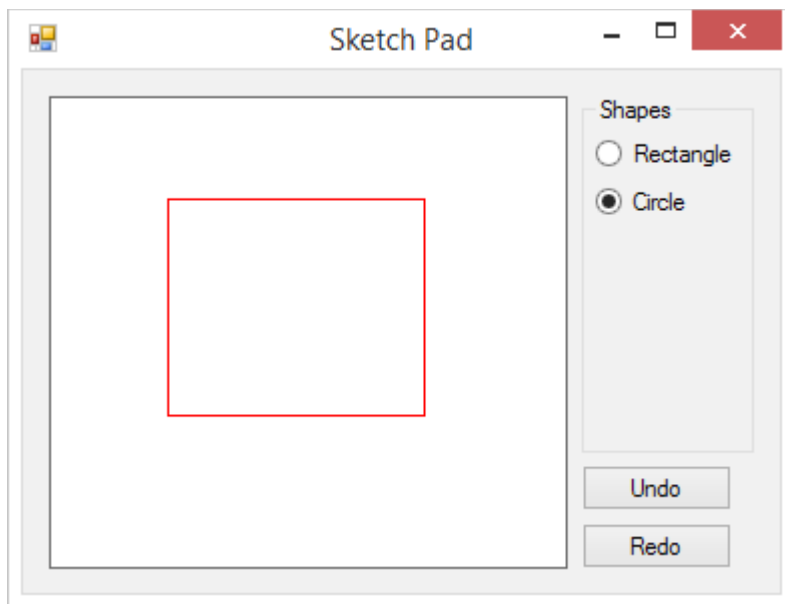 Sketch Pad
Shapes
Rectangle
Circle
Undo
Redo